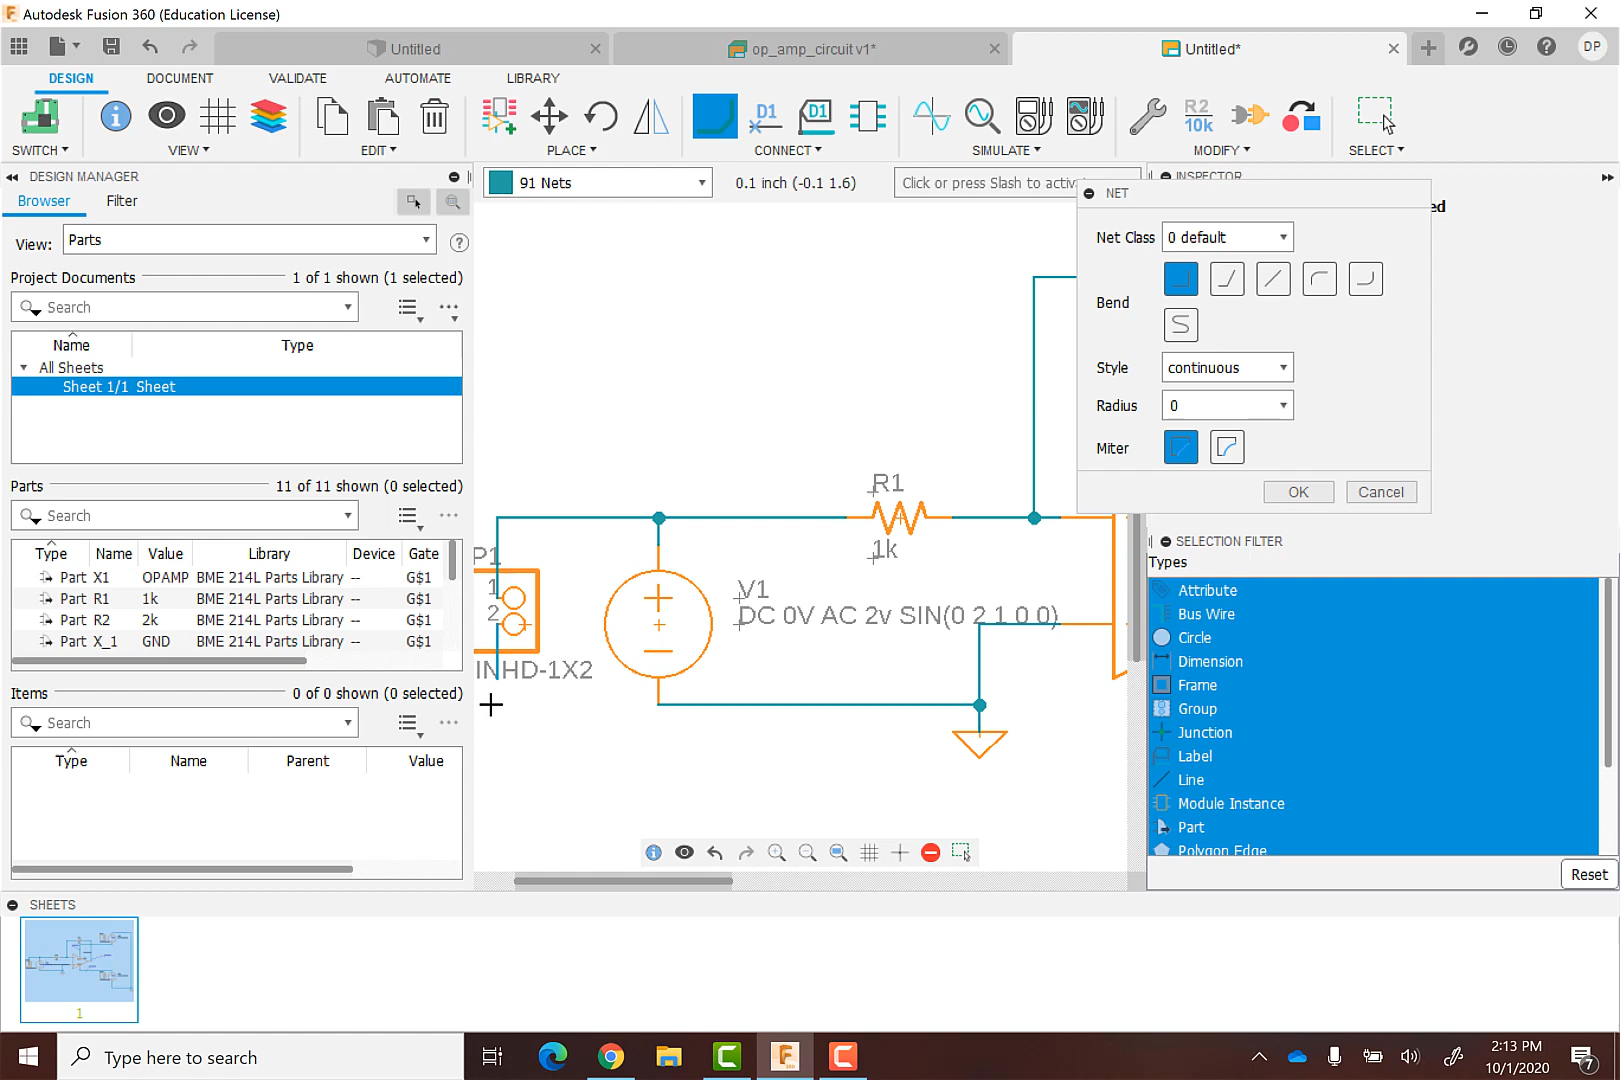 Autodesk Fusion 360 (Education License)
Untitled
op_amp_circuit v1*
Untitled*
DP
DESIGN
DOCUMENT
VALIDATE
AUTOMATE
LIBRARY
D1
D1
R2
10k
SWITCH
VIEW
EDIT
PLACE
CONNECT
SIMULATE
MODIFY
SELECT
DESIGN MANAGER
Browser
Filter
View:
Parts
Project Documents
1 of 1 shown (1 selected)
Search
Name
Type
All Sheets
Sheet 1/1 Sheet
Parts
11 of 11 shown (0 selected)
Search
Type Name Value Library Device Gate
Part X1 OPAMP BME 214L Parts Library -- G$1
Part R1 1k BME 214L Parts Library -- G$1
Part R2 2k BME 214L Parts Library -- G$1
Part X_1 GND BME 214L Parts Library -- G$1
Items
0 of 0 shown (0 selected)
Search
Type Name Parent Value
91 Nets
0.1 inch (-0.1 1.6)
Click or press Slash to activ
INSPECTOR
ed
NET
Net Class
0 default
Bend
Style
continuous
Radius
0
Miter
OK
Cancel
R1
1k
P1
1
2
INHD-1X2
V1
DC 0V AC 2v SIN(0 2 1 0 0)
SELECTION FILTER
Types
Attribute
Bus Wire
Circle
Dimension
Frame
Group
Junction
Label
Line
Module Instance
Part
Polygon Edge
Reset
SHEETS
1
Type here to search
2:13 PM
10/1/2020
7